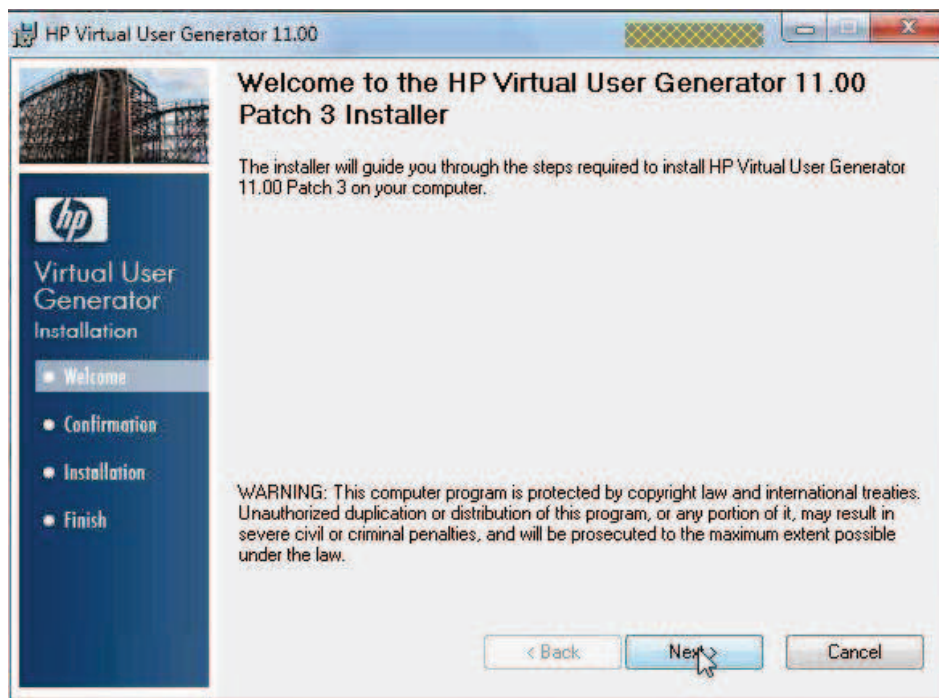 HP Virtual User Generator 11.00
Welcome to the HP Virtual User Generator 11.00
Patch 3 Installer
The installer will guide you through the steps required to install HP Virtual User Generator
11.00 Patch 3 on your computer.
hp
Virtual User
Generator
Installation
Welcome
Confirmation
Installation
Finish
WARNING: This computer program is protected by copyright law and international treaties.
Unauthorized duplication or distribution of this program, or any portion of it, may result in
severe civil or criminal penalties, and will be prosecuted to the maximum extent possible
under the law.
< Back
Next >
Cancel